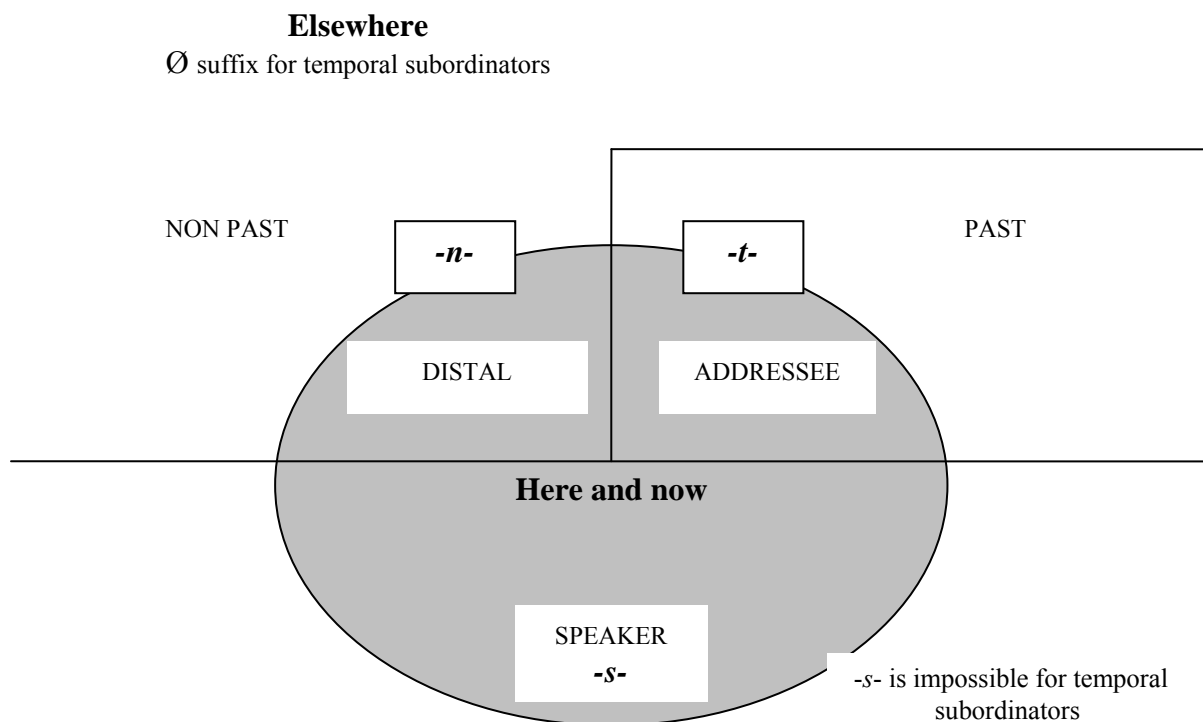 Elsewhere
Ø suffix for temporal subordinators
NON PAST
-n-
-t-
PAST
DISTAL
ADDRESSEE
Here and now
SPEAKER
-s-
-s- is impossible for temporal
subordinators